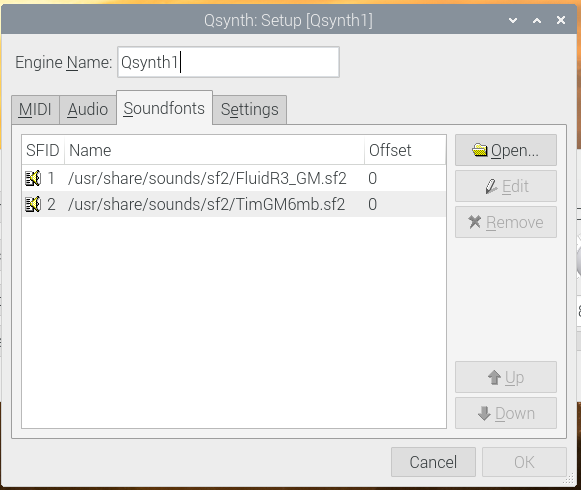 Qsynth: Setup [Qsynth1]
Engine Name: Qsynth1
MIDI Audio Soundfonts Settings
SFID Name Offset
1 /usr/share/sounds/sf2/FluidR3_GM.sf2 0
2 /usr/share/sounds/sf2/TimGM6mb.sf2 0
Open...
Edit
Remove
Up
Down
Cancel OK